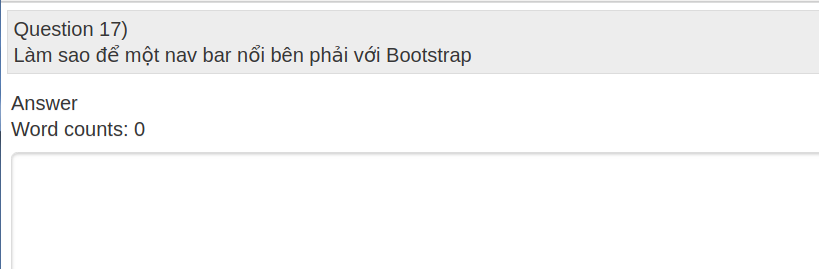 Question 17)
Làm sao để một nav bar nổi bên phải với Bootstrap
Answer
Word counts: 0